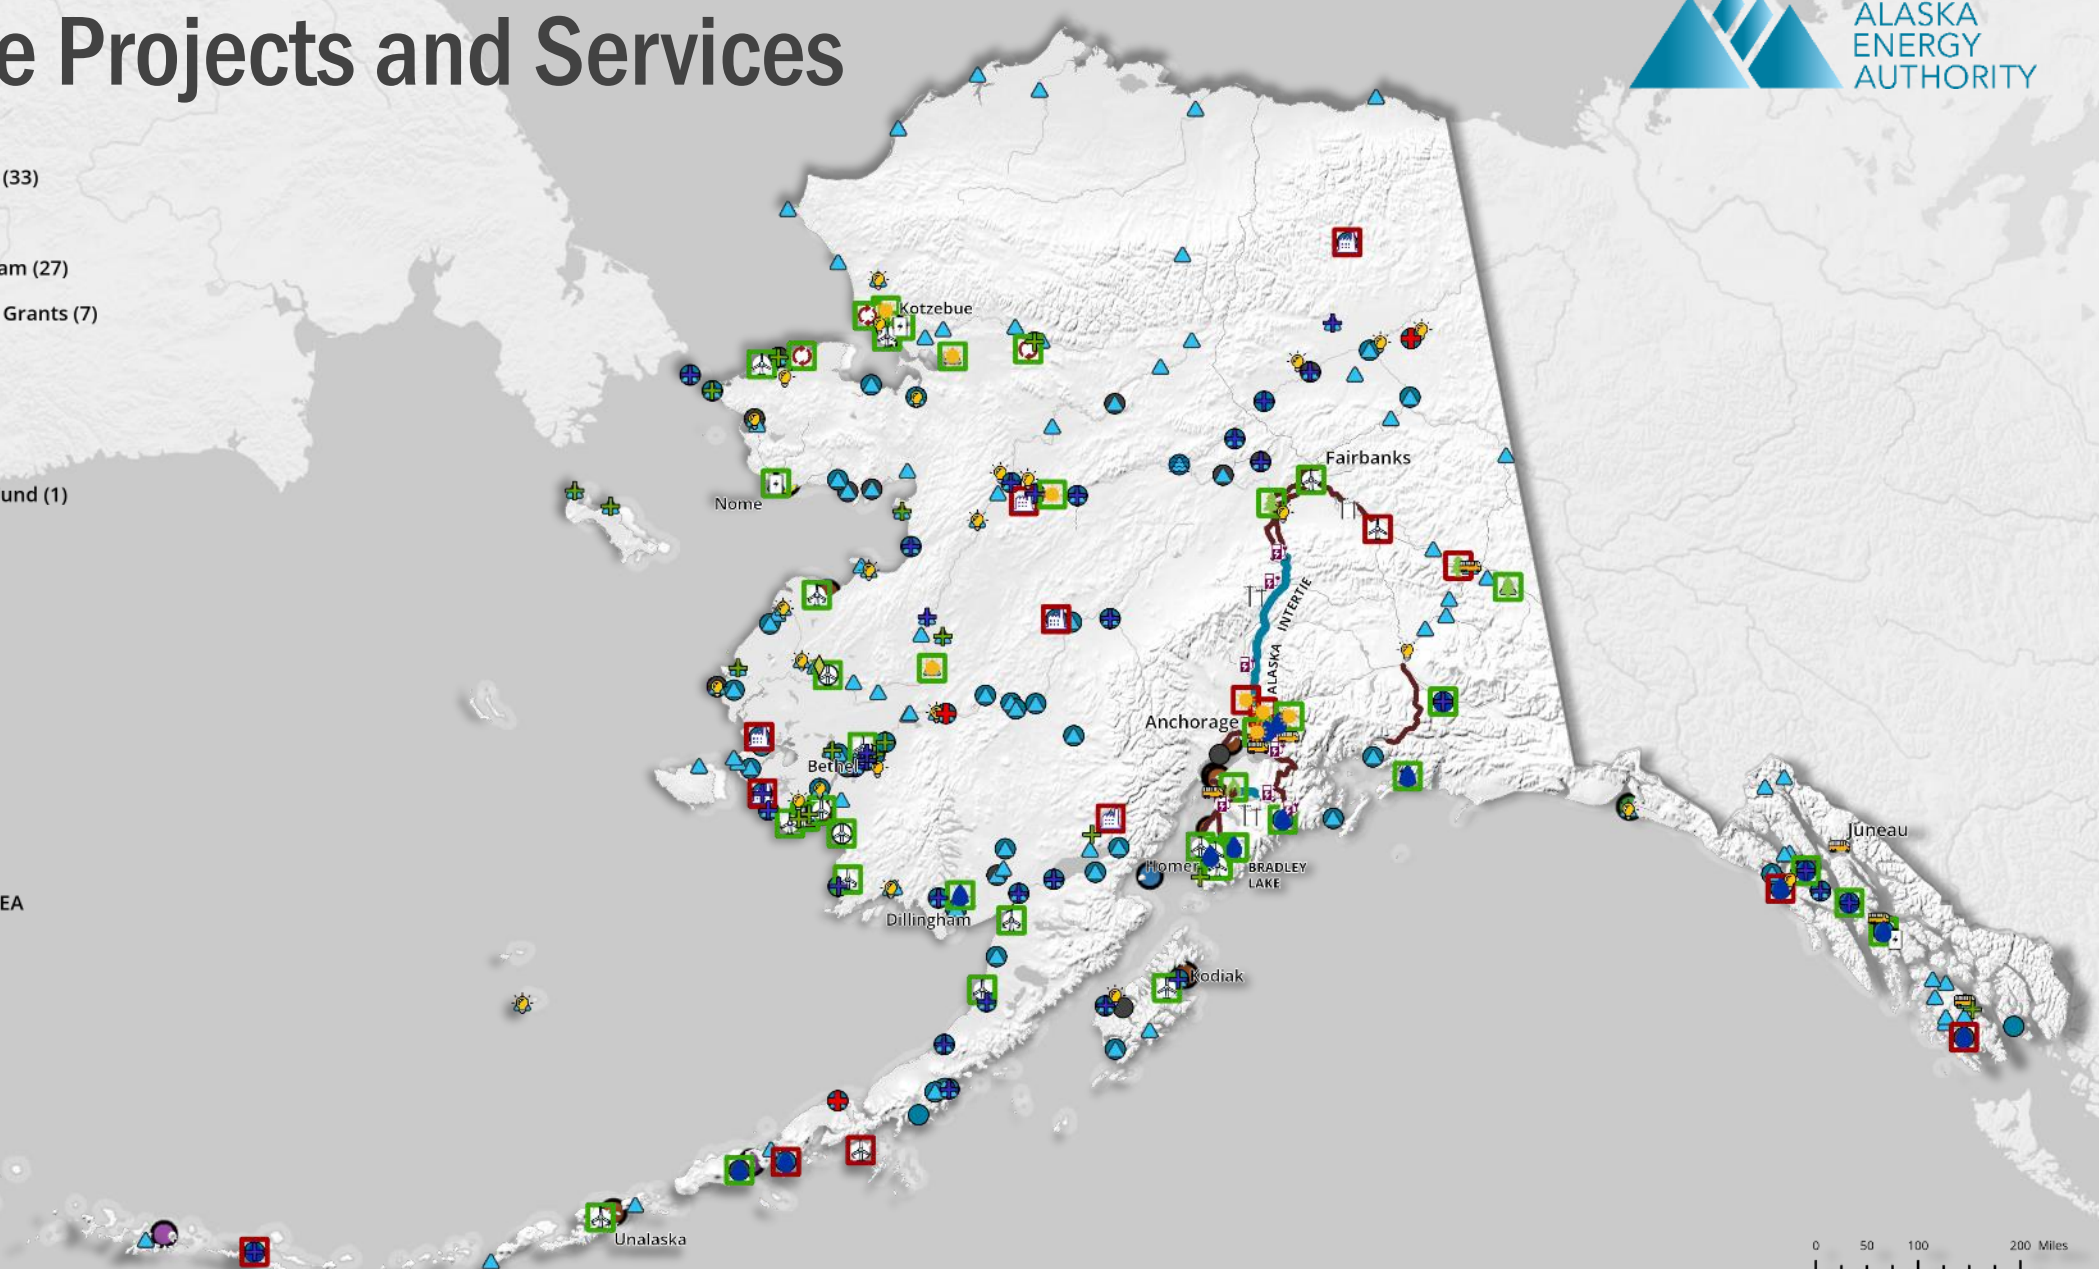 e Projects and Services
ALASKA
ENERGY
AUTHORITY
(33)
am (27)
Grants (7)
und (1)
EA
Kotzebue
Fairbanks
Nome
ALASKA INTERTIE
Anchorage
Bethel
Juneau
Homer
BRADLEY
LAKE
Dillingham
Kodiak
Unalaska
0 50 100 200 Miles